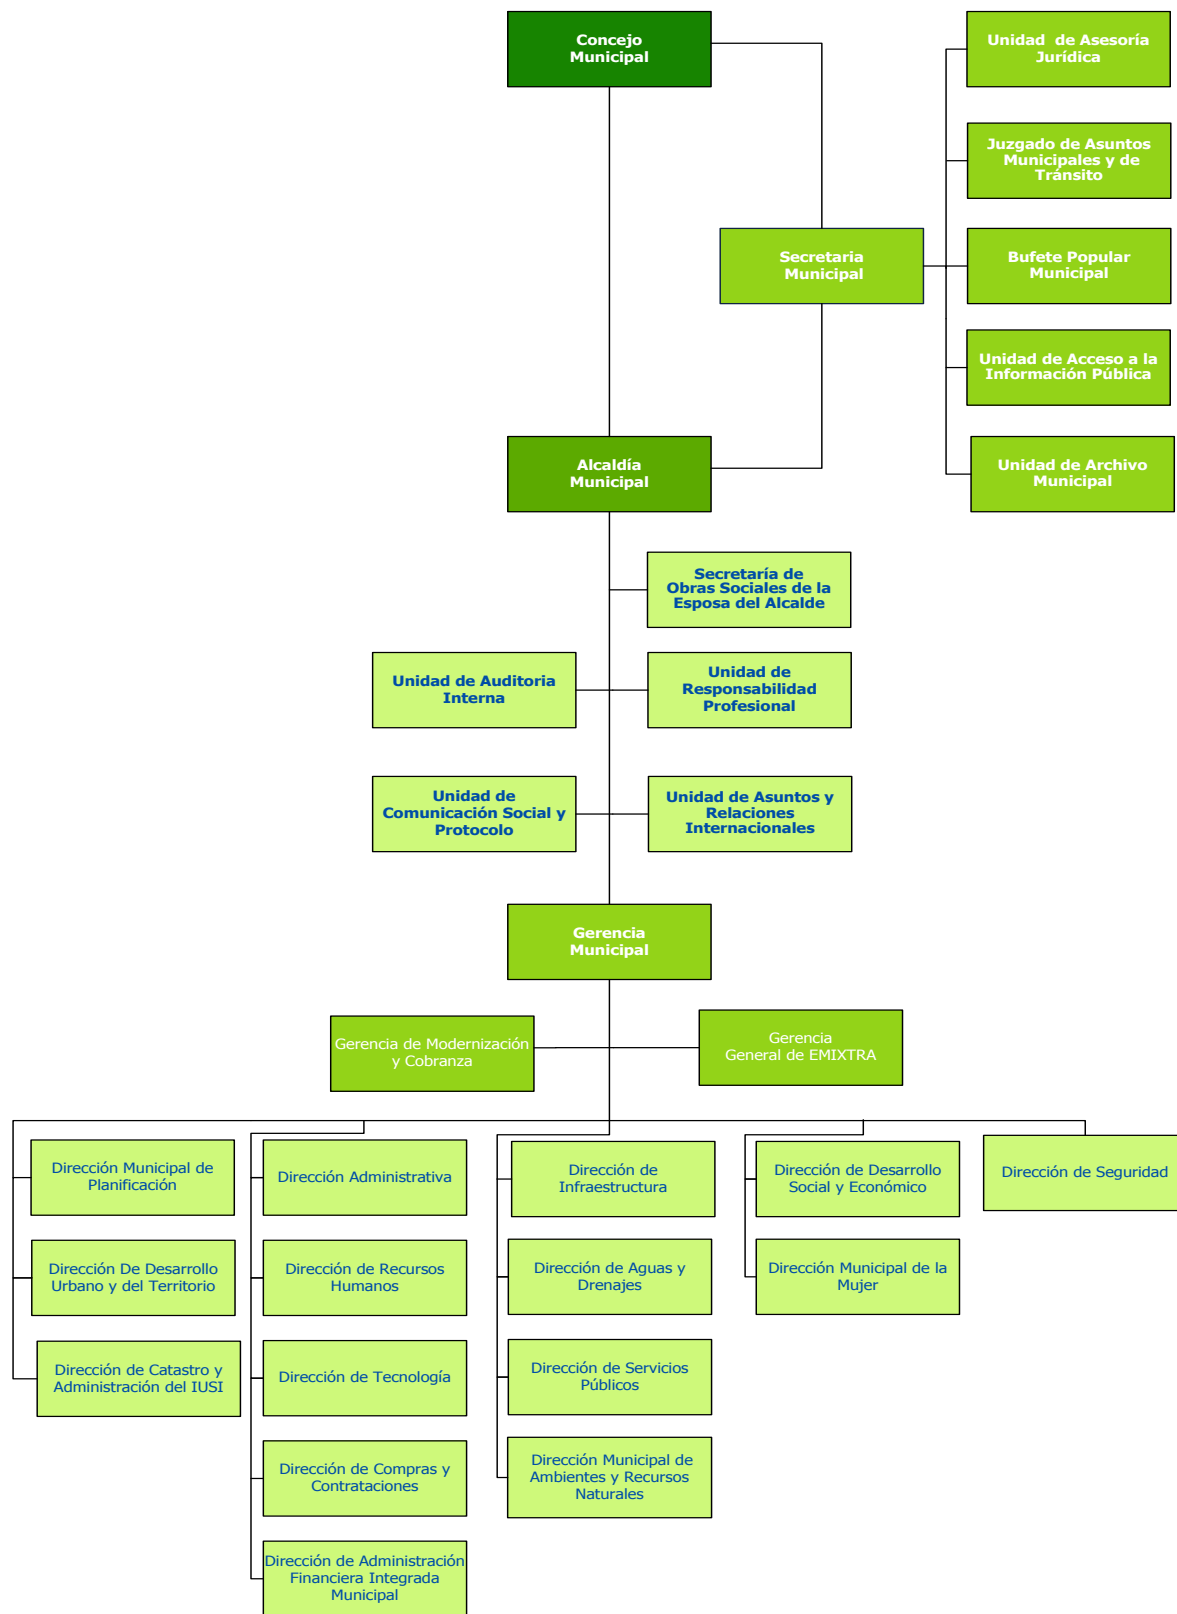 Concejo
Municipal
Unidad de Asesoría
Jurídica
Juzgado de Asuntos
Municipales y de
Tránsito
Secretaria
Municipal
Bufete Popular
Municipal
Unidad de Acceso a la
Información Pública
Alcaldía
Municipal
Unidad de Archivo
Municipal
Secretaría de
Obras Sociales de la
Esposa del Alcalde
Unidad de Auditoria
Interna
Unidad de
Responsabilidad
Profesional
Unidad de
Comunicación Social y
Protocolo
Unidad de Asuntos y
Relaciones
Internacionales
Gerencia
Municipal
Gerencia de Modernización
y Cobranza
Gerencia
General de EMIXTRA
Dirección Municipal de
Planificación
Dirección De Desarrollo
Urbano y del Territorio
Dirección de Catastro y
Administración del IUSI
Dirección Administrativa
Dirección de Recursos
Humanos
Dirección de Tecnología
Dirección de Compras y
Contrataciones
Dirección de Administración
Financiera Integrada
Municipal
Dirección de
Infraestructura
Dirección de Aguas y
Drenajes
Dirección de Servicios
Públicos
Dirección Municipal de
Ambientes y Recursos
Naturales
Dirección de Desarrollo
Social y Económico
Dirección Municipal de la
Mujer
Dirección de Seguridad